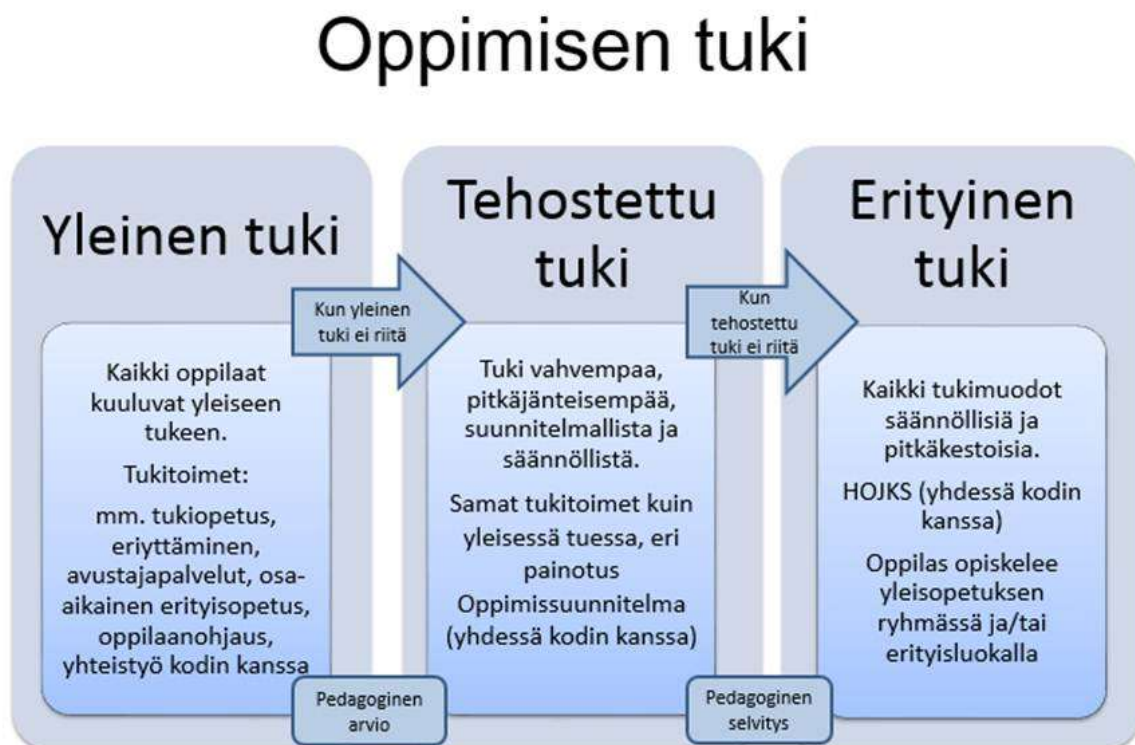 Oppimisen tuki
Yleinen tuki
Kaikki oppilaat
kuuluvat yleiseen
tukeen.
Tukitoimet:
mm. tukiopetus,
eriyttäminen,
avustajapalvelut, osa-
aikainen erityisopetus,
oppilaanohjaus,
yhteistyö kodin kanssa
Kun yleinen
tuki ei riitä
Pedagoginen
arvio
Tehostettu
tuki
Tuki vahvempaa,
pitkäjänteisempää,
suunnitelmallista ja
säännöllistä.
Samat tukitoimet kuin
yleisessä tuessa, eri
painotus
Oppimissuunnitelma
(yhdessä kodin kanssa)
Kun
tehostettu
tuki ei riitä
Pedagoginen
selvitys
Erityinen
tuki
Kaikki tukimuodot
säännöllisiä ja
pitkäkestoisia.
HOJKS (yhdessä kodin
kanssa)
Oppilas opiskelee
yleisopetuksen
ryhmässä ja/tai
erityisluokalla